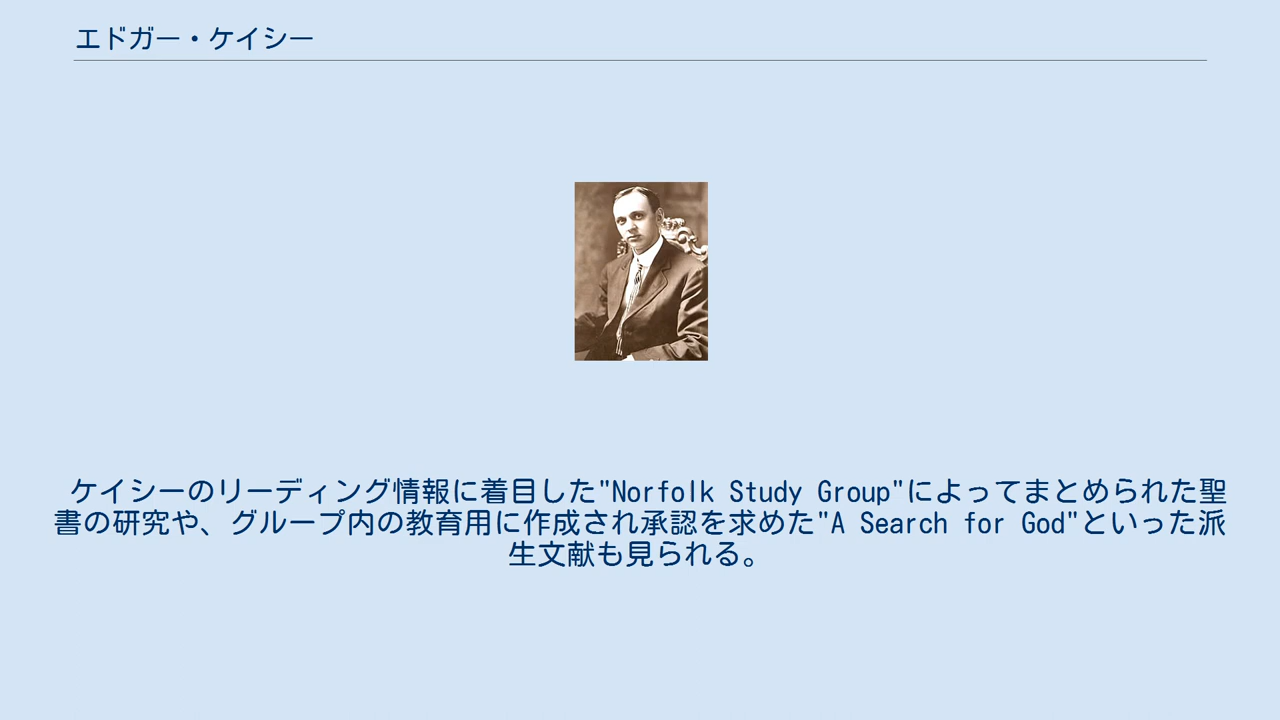 エドガー・ケイシー
ケイシーのリーディング情報に着目した"Norfolk Study Group"によってまとめられた聖
書の研究や、グループ内の教育用に作成され承認を求めた"A Search for God"といった派
生文献も見られる。